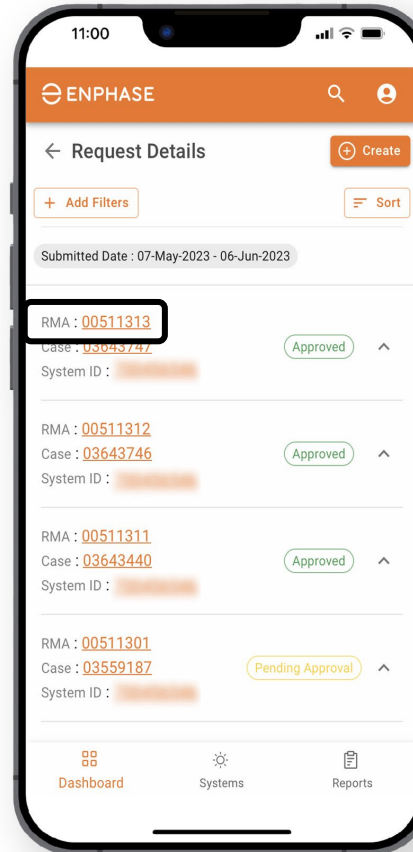 11:00
ENPHASE
Request Details
Create
+ Add Filters
Sort
Submitted Date : 07-May-2023 - 06-Jun-2023
RMA : 00511313
Case : 03643747
Approved
System ID :
RMA : 00511312
Case : 03643746
Approved
System ID :
RMA : 00511311
Case : 03643440
Approved
System ID :
RMA : 00511301
Case : 03559187
Pending Approval
System ID :
Dashboard
Systems
Reports